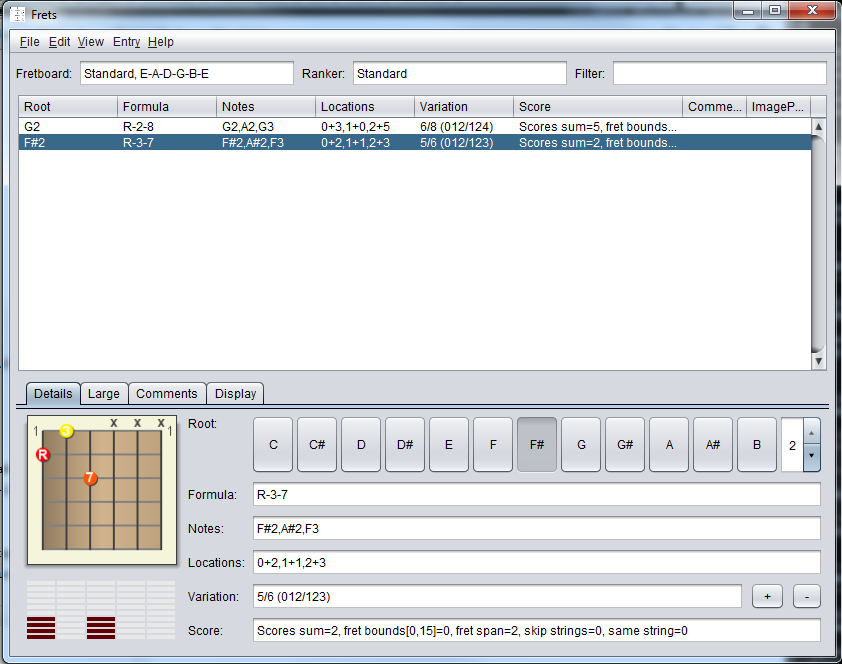 Frets
File Edit View Entry Help
Fretboard: Standard, E-A-D-G-B-E Ranker: Standard Filter:
Root Formula Notes Locations Variation Score Comme... ImageP...
G2 R-2-8 G2,A2,G3 0+3,1+0,2+5 6/8 (012/124) Scores sum=5, fret bounds...
F#2 R-3-7 F#2,A#2,F3 0+2,1+1,2+3 5/6 (012/123) Scores sum=2, fret bounds...
Details Large Comments Display
x x x
1 3 1
R
7
Root: C C# D D# E F F# G G# A A# B 2
Formula: R-3-7
Notes: F#2,A#2,F3
Locations: 0+2,1+1,2+3
Variation: 5/6 (012/123) + -
Score: Scores sum=2, fret bounds[0,15]=0, fret span=2, skip strings=0, same string=0